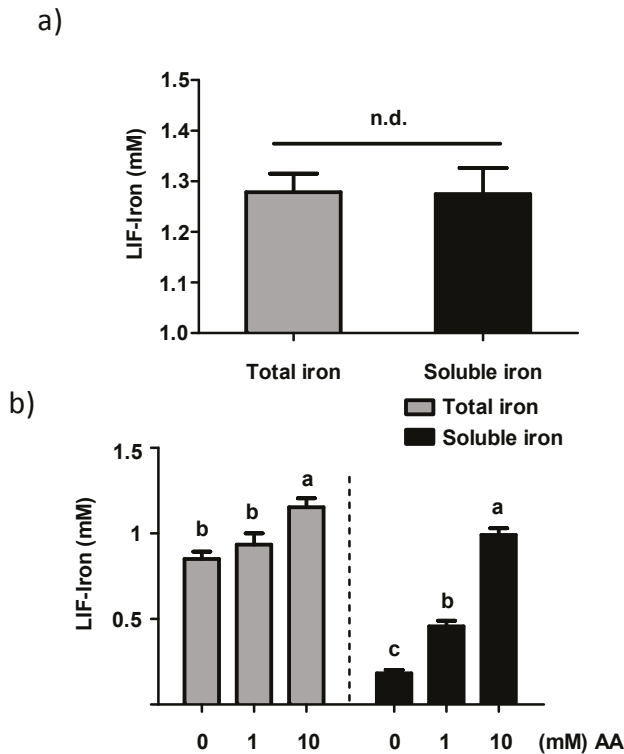 a)
1.5
1.4
1.3
1.2
1.1
1.0
LIF-Iron (mM)
n.d.
Total iron Soluble iron
b)
Total iron
Soluble iron
1.5
1
0.5
LIF-Iron (mM)
b b a
c b a
0 1 10 0 1 10 (mM) AA